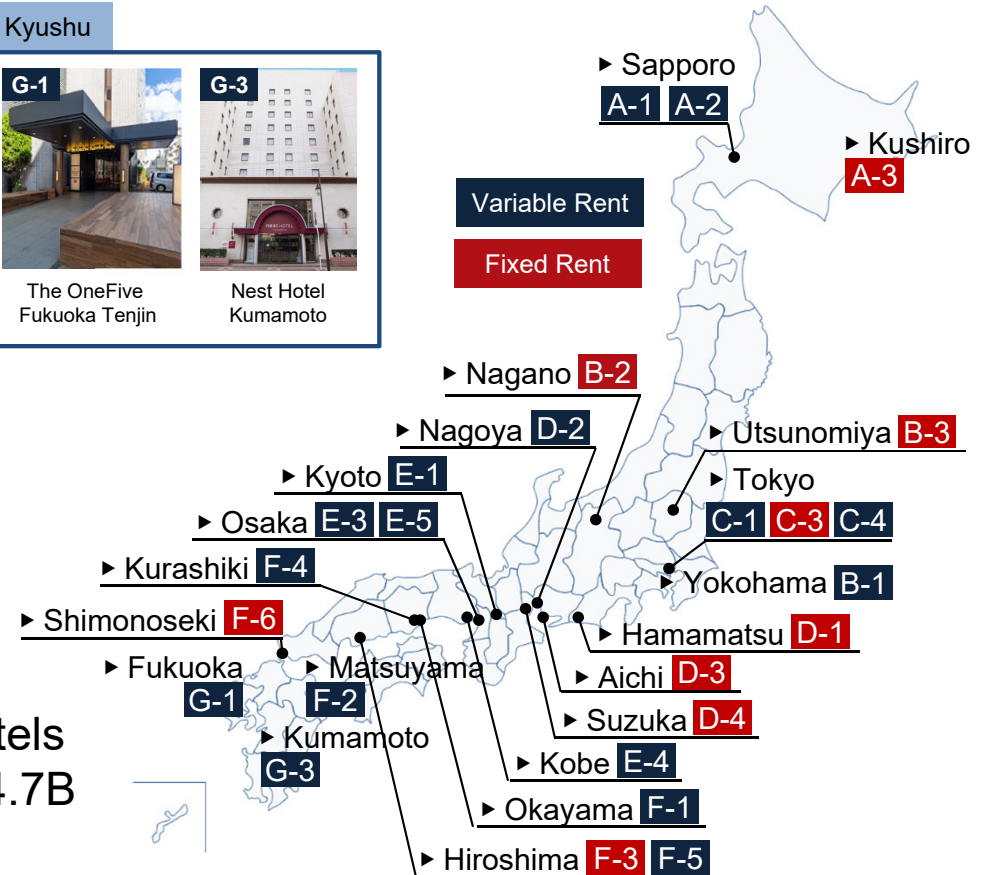 Kyushu
G-1
G-3
NEST HOTEL
The OneFive
Fukuoka Tenjin
Nest Hotel
Kumamoto
Variable Rent
Fixed Rent
▶ Sapporo
A-1 A-2
▶ Kushiro
A-3
▶ Nagano B-2
▶ Nagoya D-2
▶ Utsunomiya B-3
▶ Kyoto E-1
▶ Tokyo
C-1 C-3 C-4
▶ Osaka E-3 E-5
▶ Kurashiki F-4
▶ Yokohama B-1
▶ Shimonoseki F-6
▶ Hamamatsu D-1
▶ Fukuoka
G-1
▶ Matsuyama
F-2
▶ Aichi D-3
▶ Suzuka D-4
▶ Kumamoto
G-3
▶ Kobe E-4
tels
4.7B
▶ Okayama F-1
▶ Hiroshima F-3 F-5